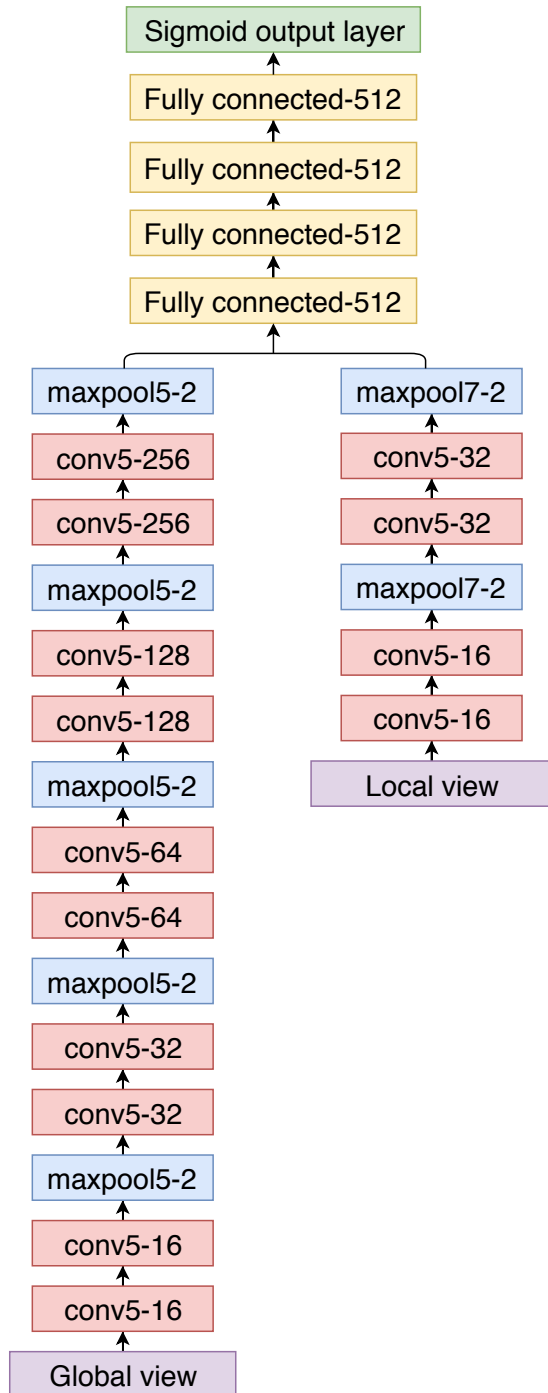 Sigmoid output layer
Fully connected-512
Fully connected-512
Fully connected-512
Fully connected-512
maxpool5-2
conv5-256
conv5-256
maxpool5-2
conv5-128
conv5-128
maxpool5-2
conv5-64
conv5-64
maxpool5-2
conv5-32
conv5-32
maxpool5-2
conv5-16
conv5-16
Global view
maxpool7-2
conv5-32
conv5-32
maxpool7-2
conv5-16
conv5-16
Local view